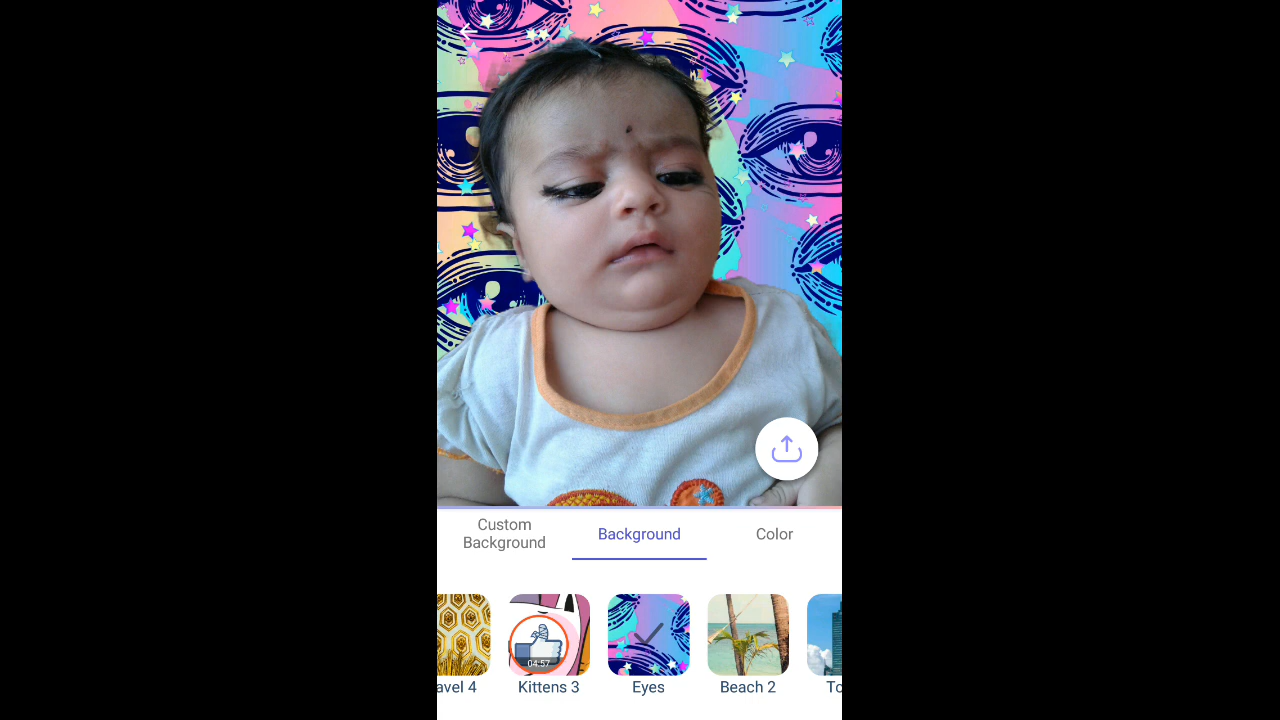 Custom
Background
Background
Color
04:57
avel 4
Kittens 3
Eyes
Beach 2
To